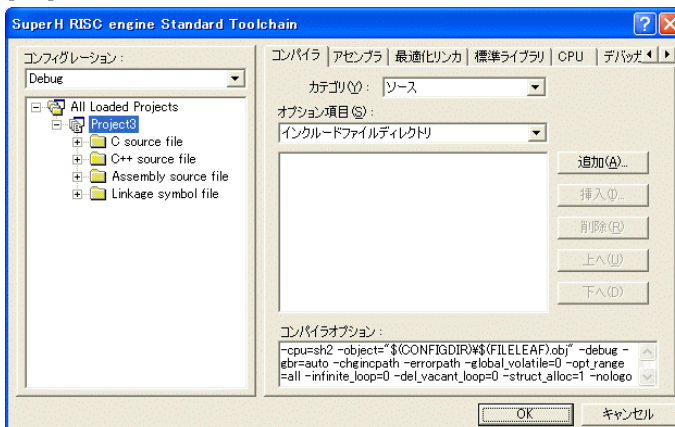 SuperH RISC engine Standard Toolchain
コンフィグレーション :
Debug
All Loaded Projects
Project3
C source file
C++ source file
Assembly source file
Linkage symbol file
コンパイラ アセンブラ 最適化リンカ 標準ライブラリ CPU デバッガ
カテゴリ(Y) : ソース
オプション項目(S) :
インクルードファイルディレクトリ
追加(A)...
挿入(I)...
削除(R)
上へ(U)
下へ(D)
コンパイラオプション :
-cpu=sh2 -object="$(CONFIGDIR)¥$(FILELEAF).obj" -debug -
gbr=auto -chgincpath -errorpath -global_volatile=0 -opt_range
=all -infinite_loop=0 -del_vacant_loop=0 -struct_alloc=1 -nologo
OK キャンセル